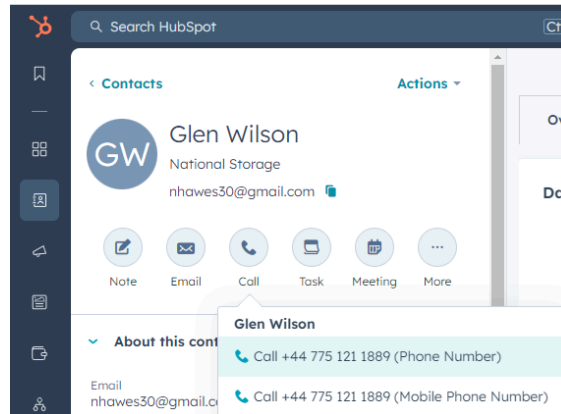 Search HubSpot
Ct
Contacts
Actions
GW
Glen Wilson
National Storage
nhawes30@gmail.com
Note Email Call Task Meeting More
Ov
Da
About this cont
Glen Wilson
Call +44 775 121 1889 (Phone Number)
Email
nhawes30@gmail.co
Call +44 775 121 1889 (Mobile Phone Number)